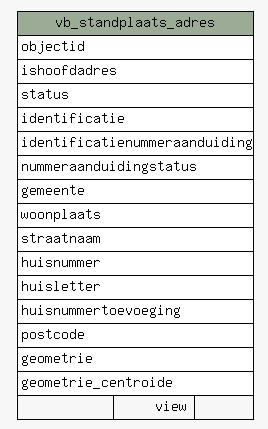 vb_standplaats_adres
objectid
ishoofdadres
status
identificatie
identificatienummeraanduiding
nummeraanduidingstatus
gemeente
woonplaats
straatnaam
huisnummer
huisletter
huisnummertoevoeging
postcode
geometrie
geometrie_centroide
view